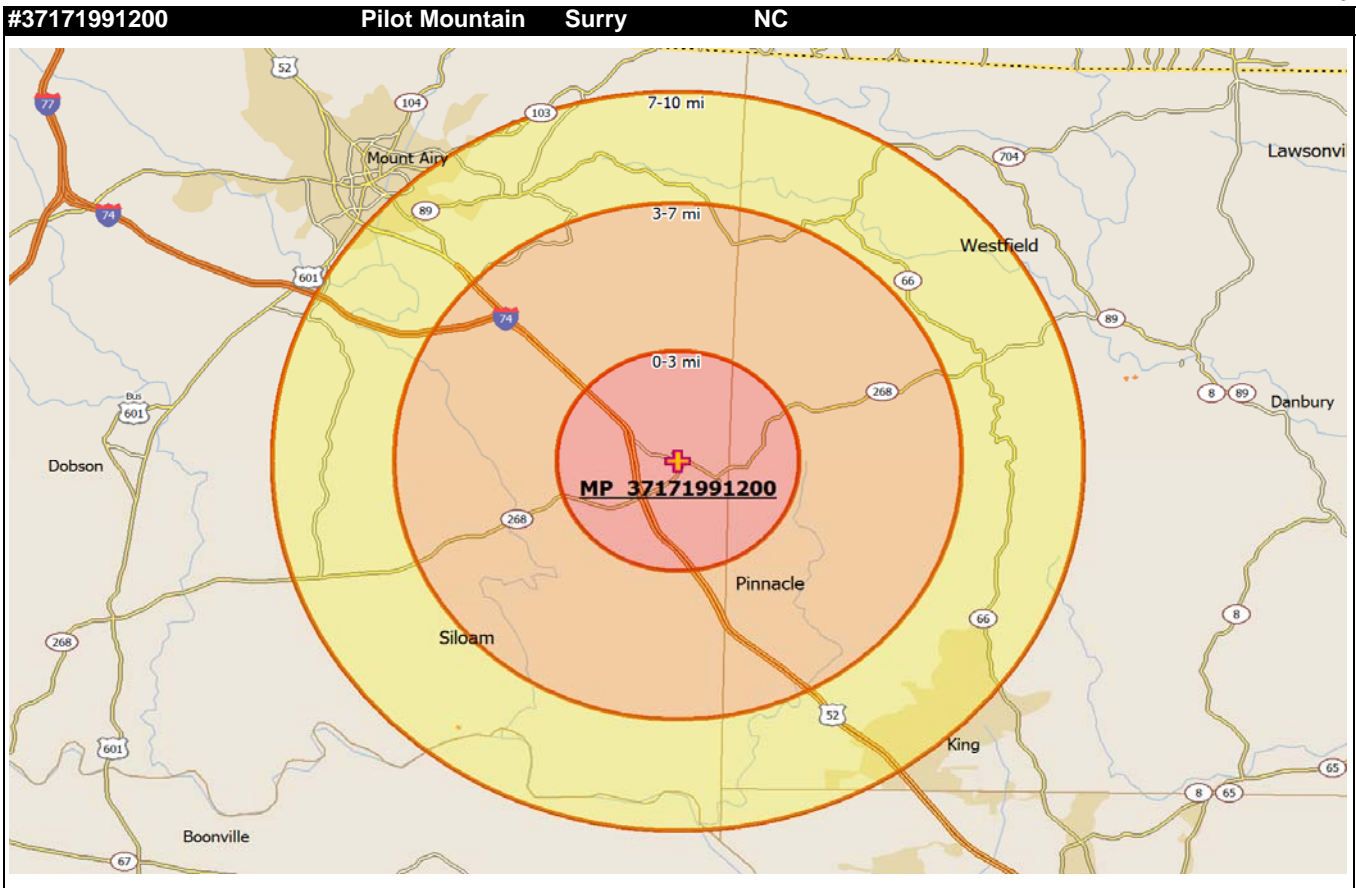 #37171991200 Pilot Mountain Surry NC
52
7-10 mi
77
104
103
Mount Airy
704
Lawsonvi
74
89
3-7 mi
Westfield
601
66
74
89
0-3 mi
Bus
601
268
8 89
Danbury
Dobson
MP 37171991200
268
Pinnacle
268
Siloam
66
8
52
601
King
65
8 65
Boonville
67